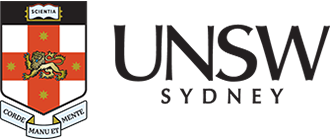 SCIENTIA
UNSW
SYDNEY
CORDE
MANU ET
MENTE